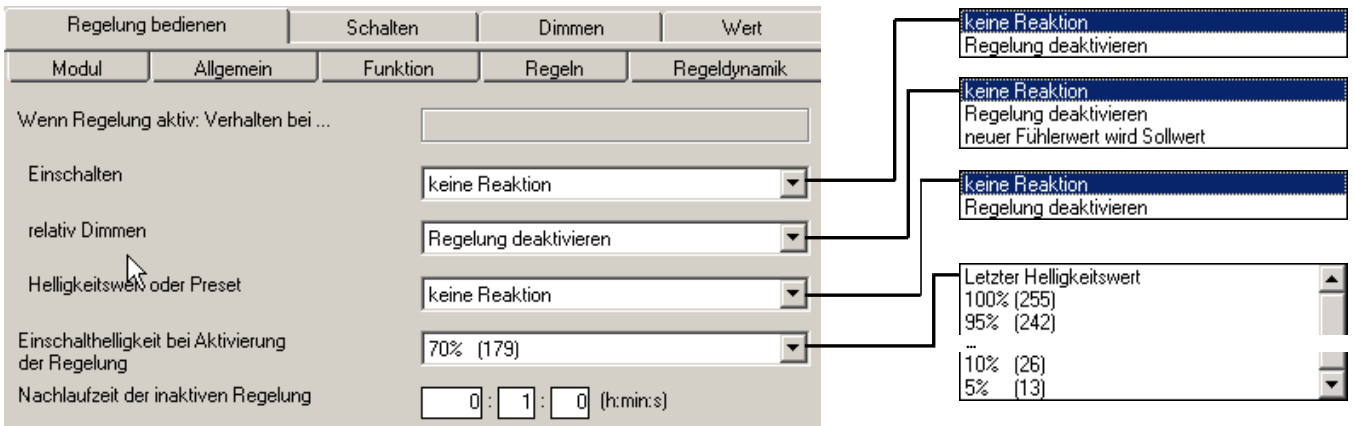 Regelung bedienen
Schalten
Dimmen
Wert
Modul
Allgemein
Funktion
Regeln
Regeldynamik
Wenn Regelung aktiv: Verhalten bei ...
Einschalten
keine Reaktion
relativ Dimmen
Regelung deaktivieren
Helligkeitswert oder Preset
keine Reaktion
Einschalthelligkeit bei Aktivierung
der Regelung
70% (179)
Nachlaufzeit der inaktiven Regelung
0 : 1 : 0 (h:min:s)
keine Reaktion
Regelung deaktivieren
keine Reaktion
Regelung deaktivieren
neuer Fühlerwert wird Sollwert
keine Reaktion
Regelung deaktivieren
Letzter Helligkeitswert
100% (255)
95% (242)
...
10% (26)
5% (13)